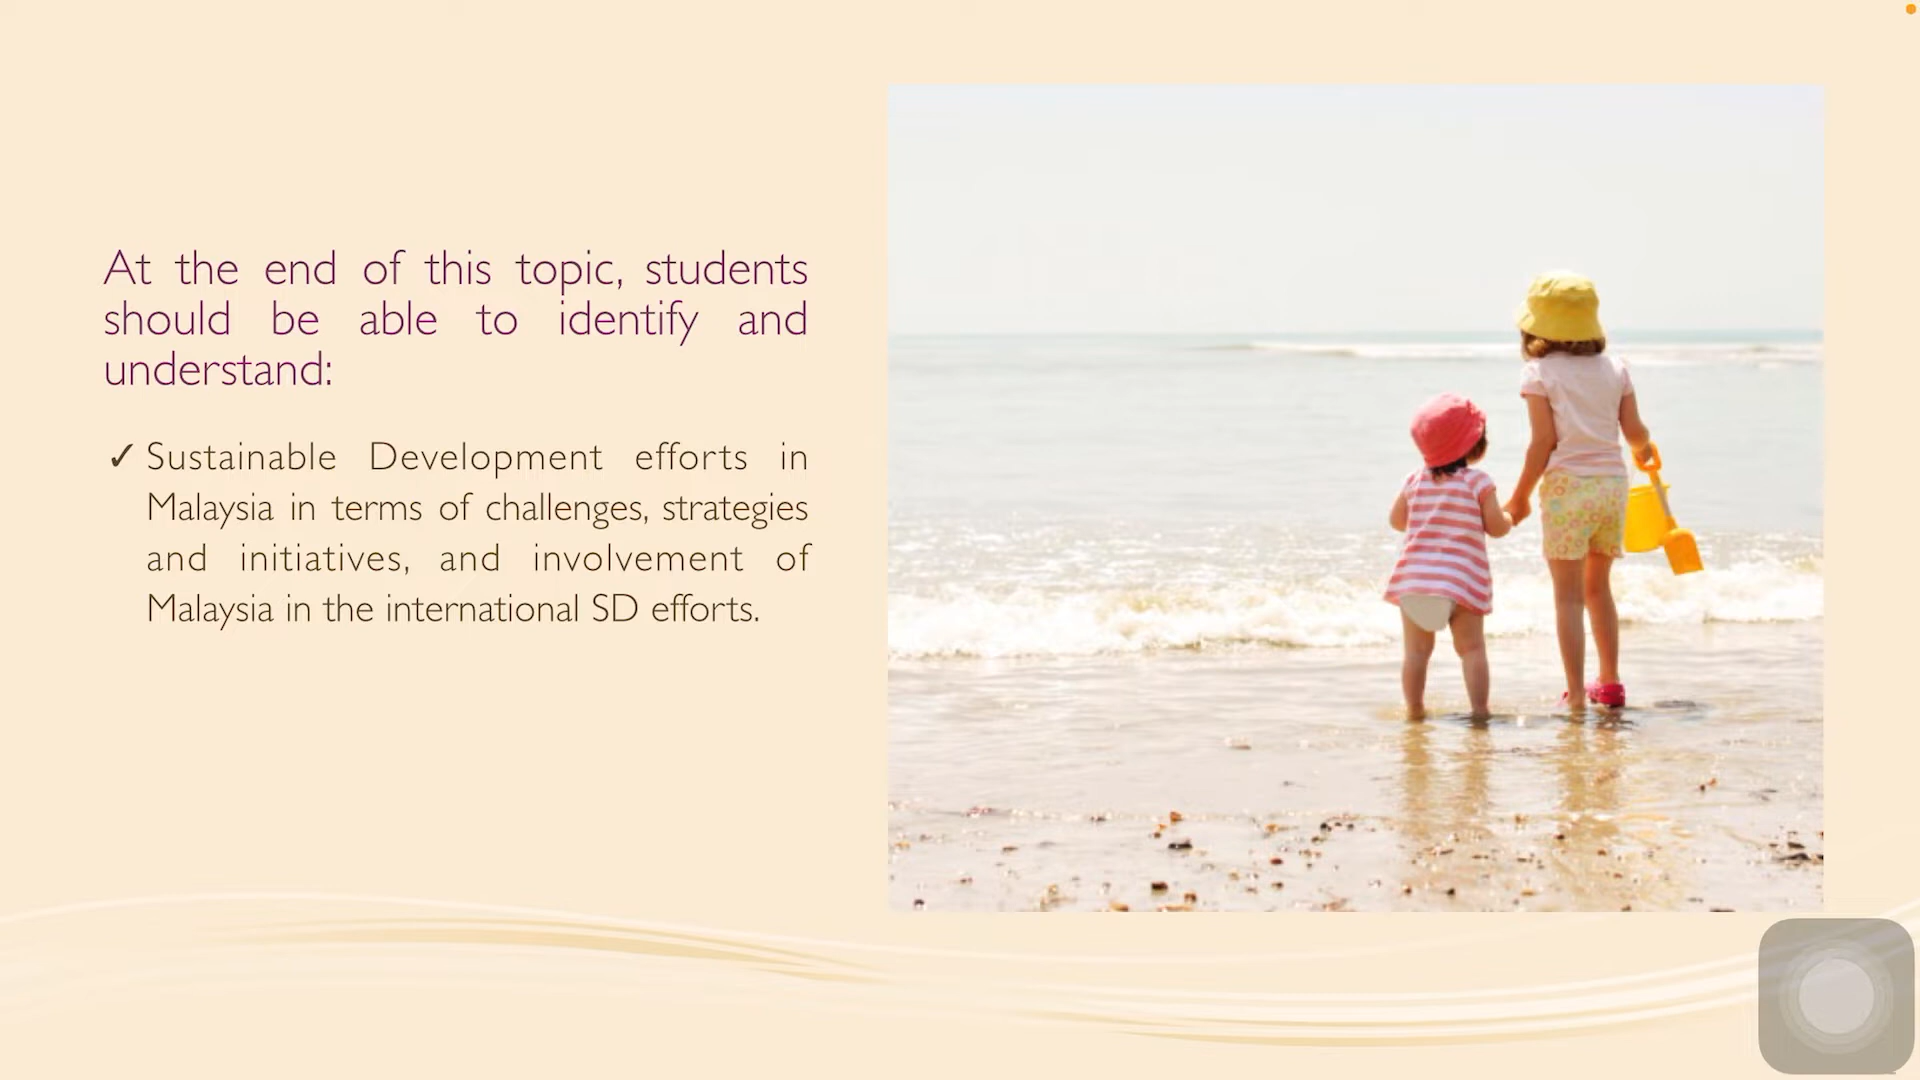 At the end of this topic, students
should be able to identify and
understand:
✓ Sustainable Development efforts in
Malaysia in terms of challenges, strategies
and initiatives, and involvement of
Malaysia in the international SD efforts.